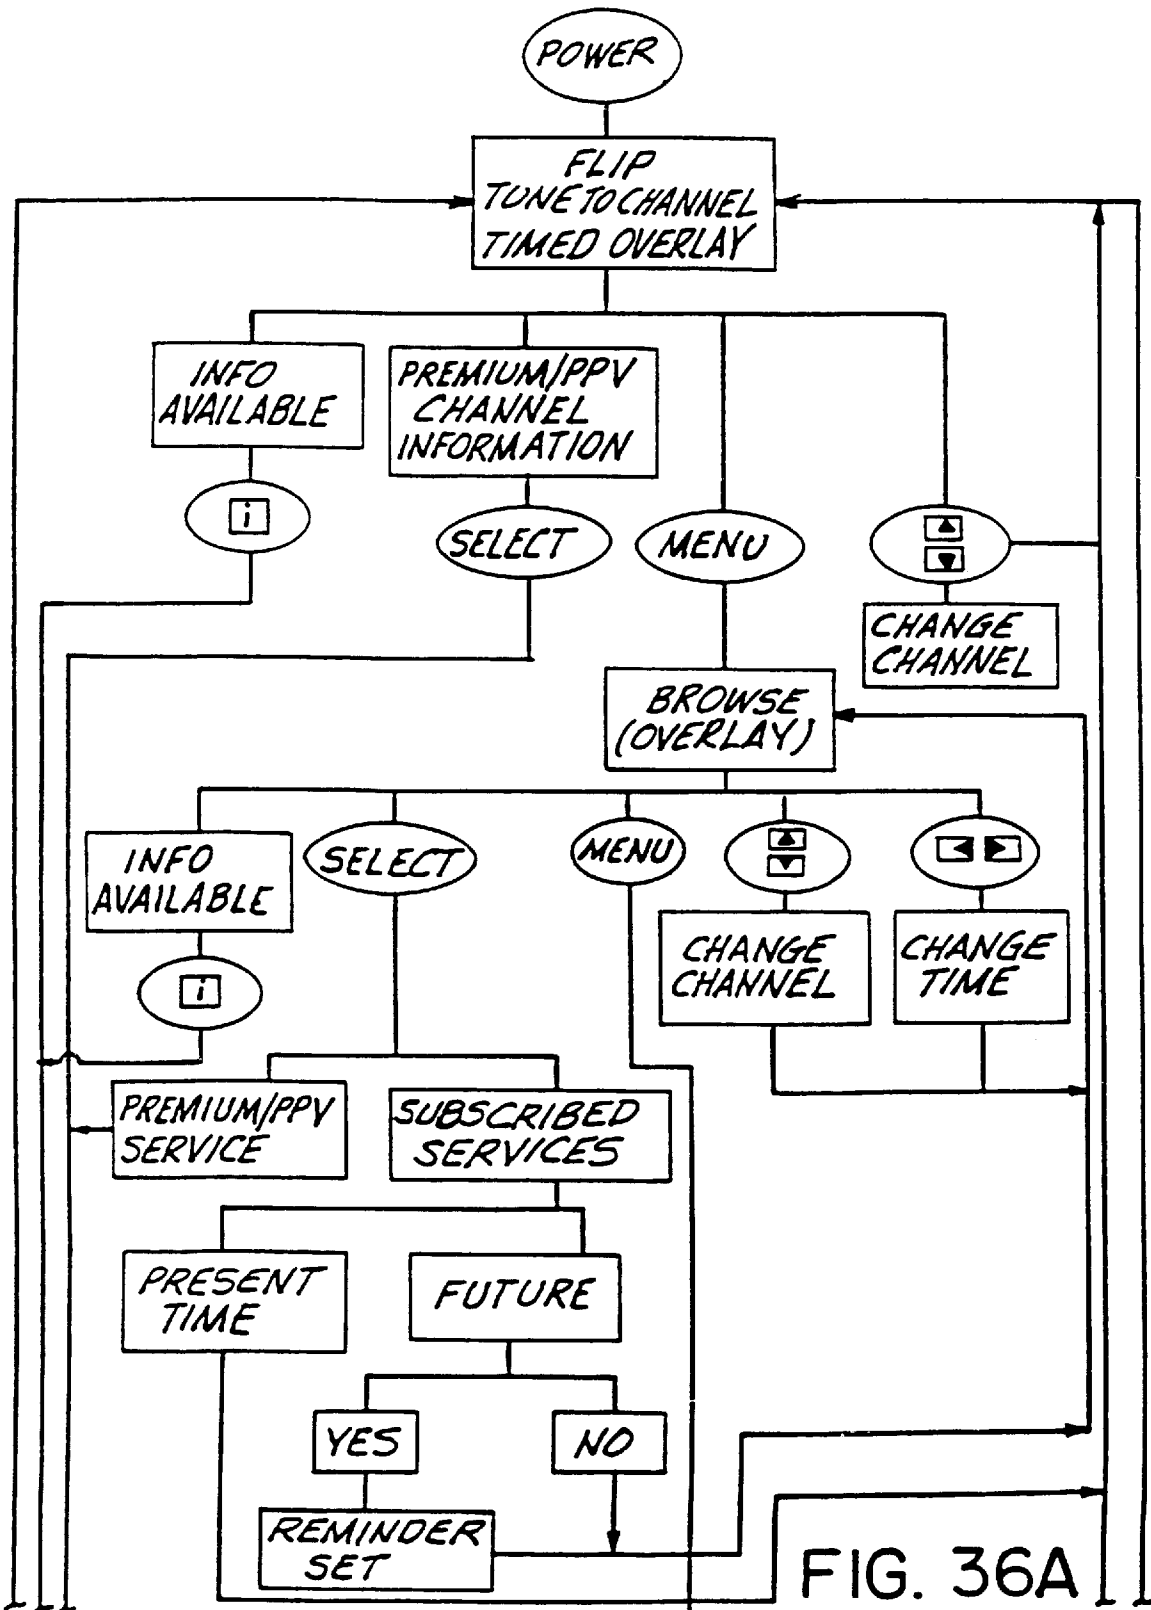 POWER
FLIP
TUNE TO CHANNEL
TIMED OVERLAY
INFO
AVAILABLE
PREMIUM/PPV
CHANNEL
INFORMATION
i
SELECT
MENU
CHANGE
CHANNEL
BROWSE
(OVERLAY)
INFO
AVAILABLE
SELECT
MENU
CHANGE
CHANNEL
CHANGE
TIME
i
PREMIUM/PPV
SERVICE
SUBSCRIBED
SERVICES
PRESENT
TIME
FUTURE
YES
NO
REMINDER
SET
FIG. 36A